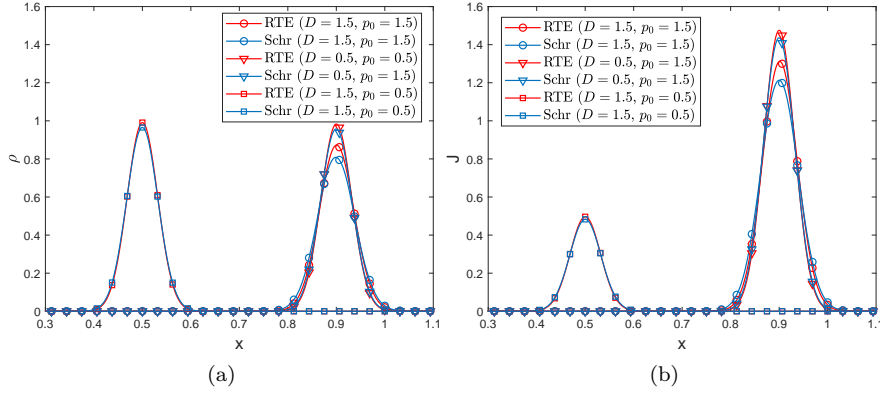 1.6
1.4
1.2
1
0.8
0.6
0.4
0.2
0
ρ
RTE (D = 1.5, p₀ = 1.5)
Schr (D = 1.5, p₀ = 1.5)
RTE (D = 0.5, p₀ = 1.5)
Schr (D = 0.5, p₀ = 1.5)
RTE (D = 1.5, p₀ = 0.5)
Schr (D = 1.5, p₀ = 0.5)
0.3 0.4 0.5 0.6 0.7 0.8 0.9 1 1.1
x
(a)
1.6
1.4
1.2
1
0.8
0.6
0.4
0.2
0
J
RTE (D = 1.5, p₀ = 1.5)
Schr (D = 1.5, p₀ = 1.5)
RTE (D = 0.5, p₀ = 1.5)
Schr (D = 0.5, p₀ = 1.5)
RTE (D = 1.5, p₀ = 0.5)
Schr (D = 1.5, p₀ = 0.5)
0.3 0.4 0.5 0.6 0.7 0.8 0.9 1 1.1
x
(b)